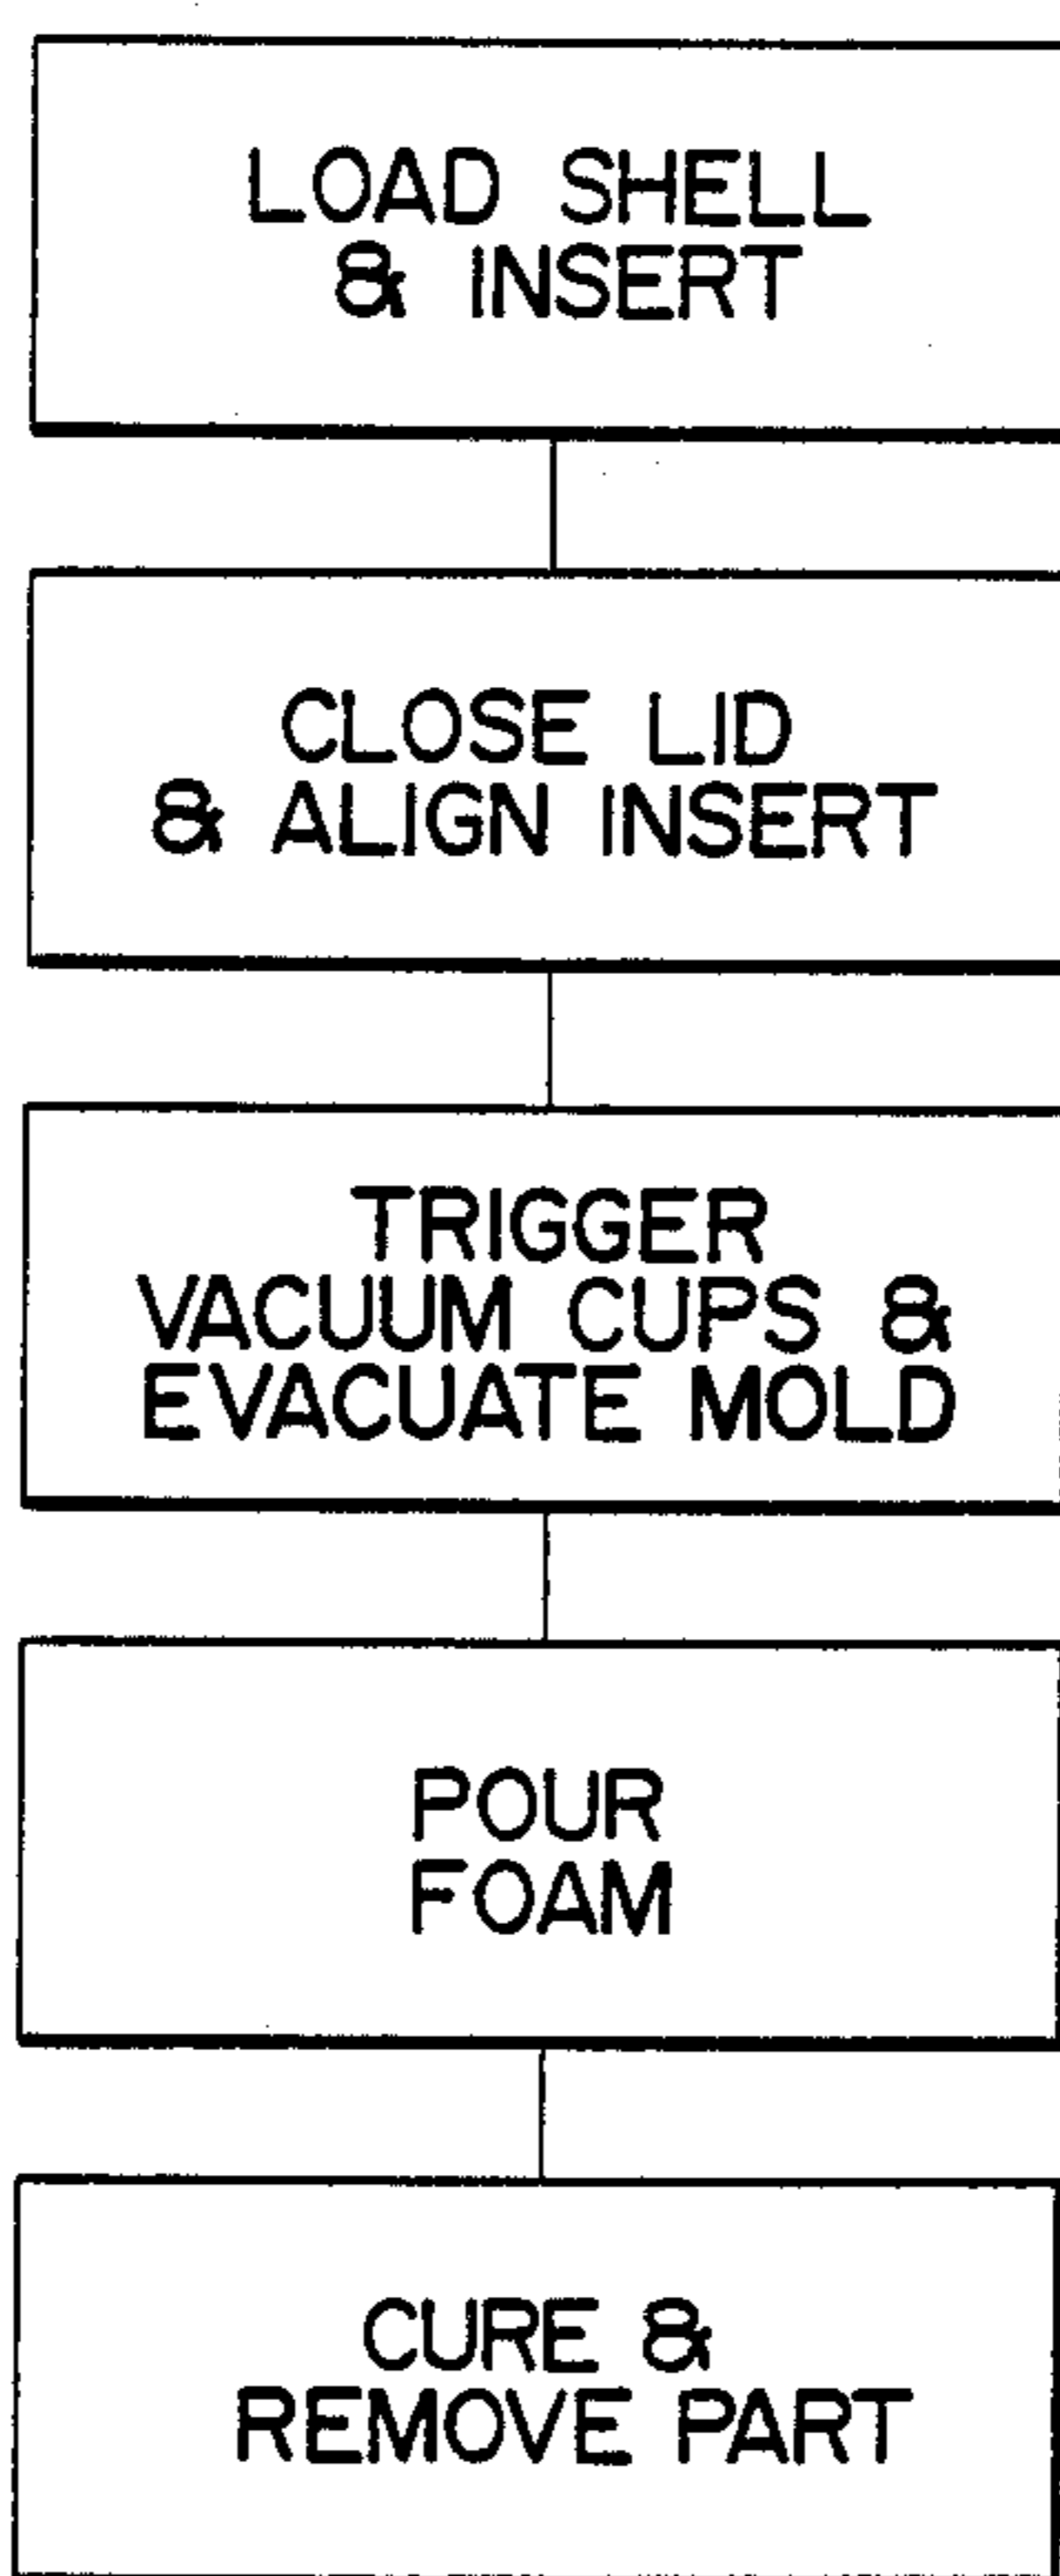 LOAD SHELL
& INSERT
CLOSE LID
& ALIGN INSERT
TRIGGER
VACUUM CUPS &
EVACUATE MOLD
POUR
FOAM
CURE &
REMOVE PART